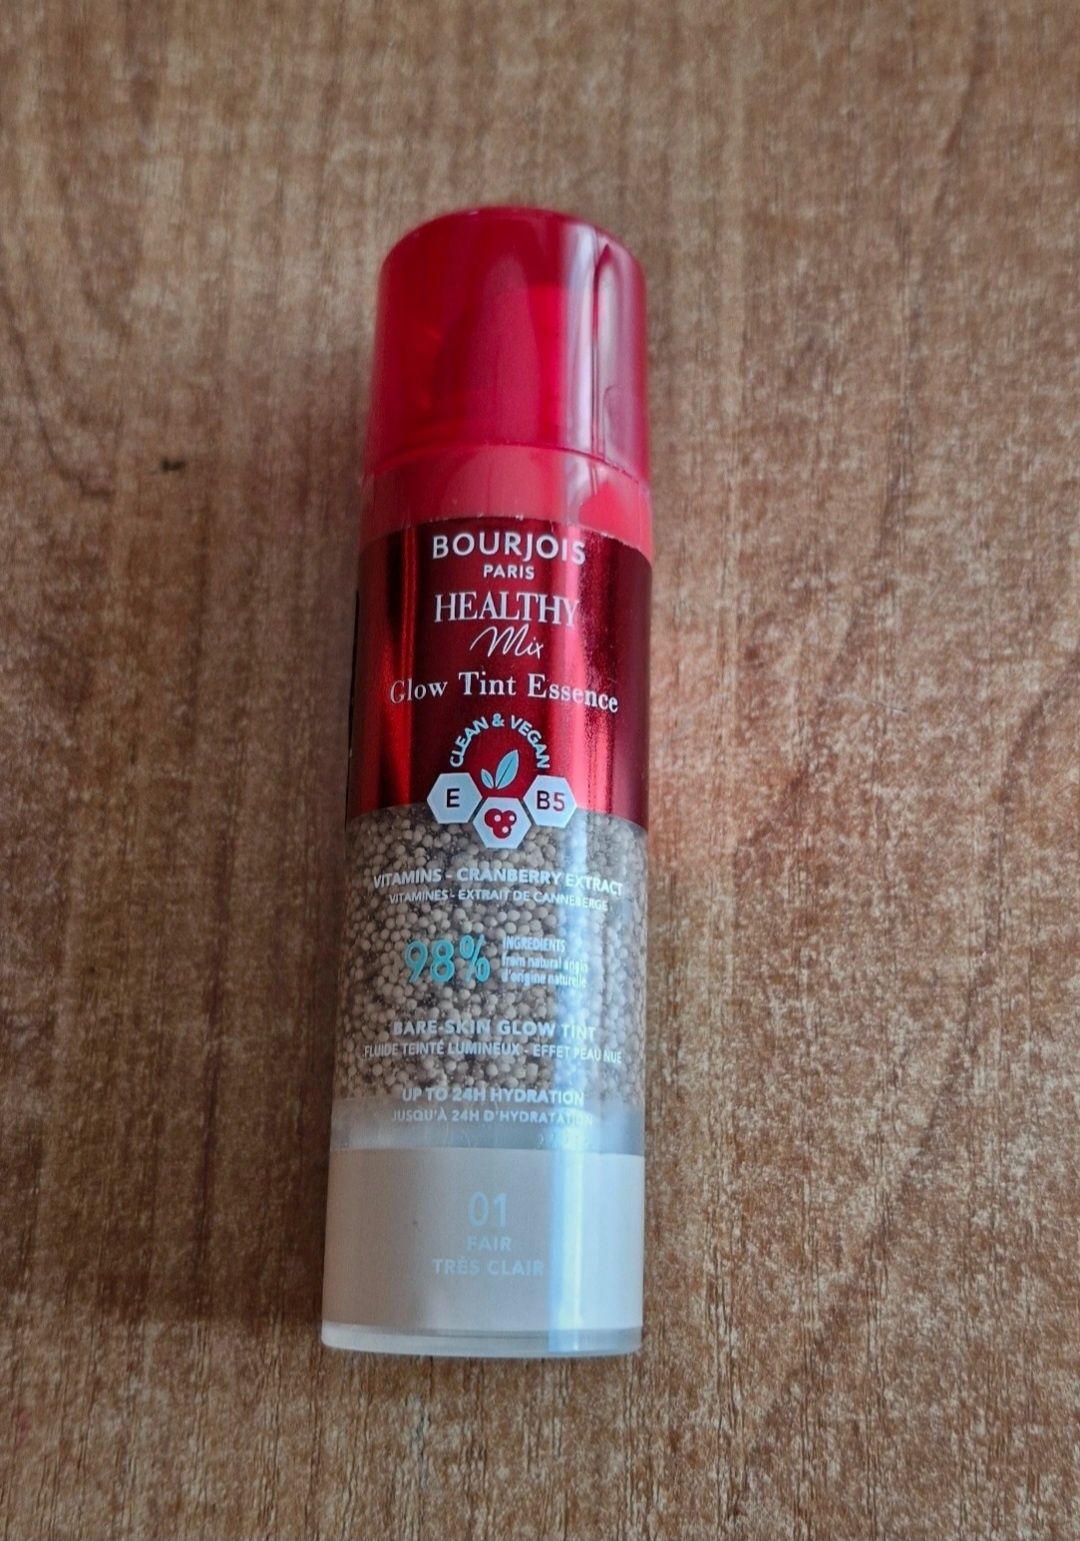 BOURJOIS
PARIS
HEALTHY
Mix
Glow Tint Essence
CLEAN & VEGAN
E B5
VITAMINS - CRANBERRY EXTRACT
VITAMINES - EXTRAIT DE CANNEBERGE
98% INGREDIENTS
from natural origin
d'origine naturelle
BARE SKIN GLOW TINT
FLUIDE TEINTÉ LUMINEUX - EFFET PEAU NUE
UP TO 24H HYDRATION
JUSQU'À 24H D'HYDRATATION
01
FAIR
TRÈS CLAIR